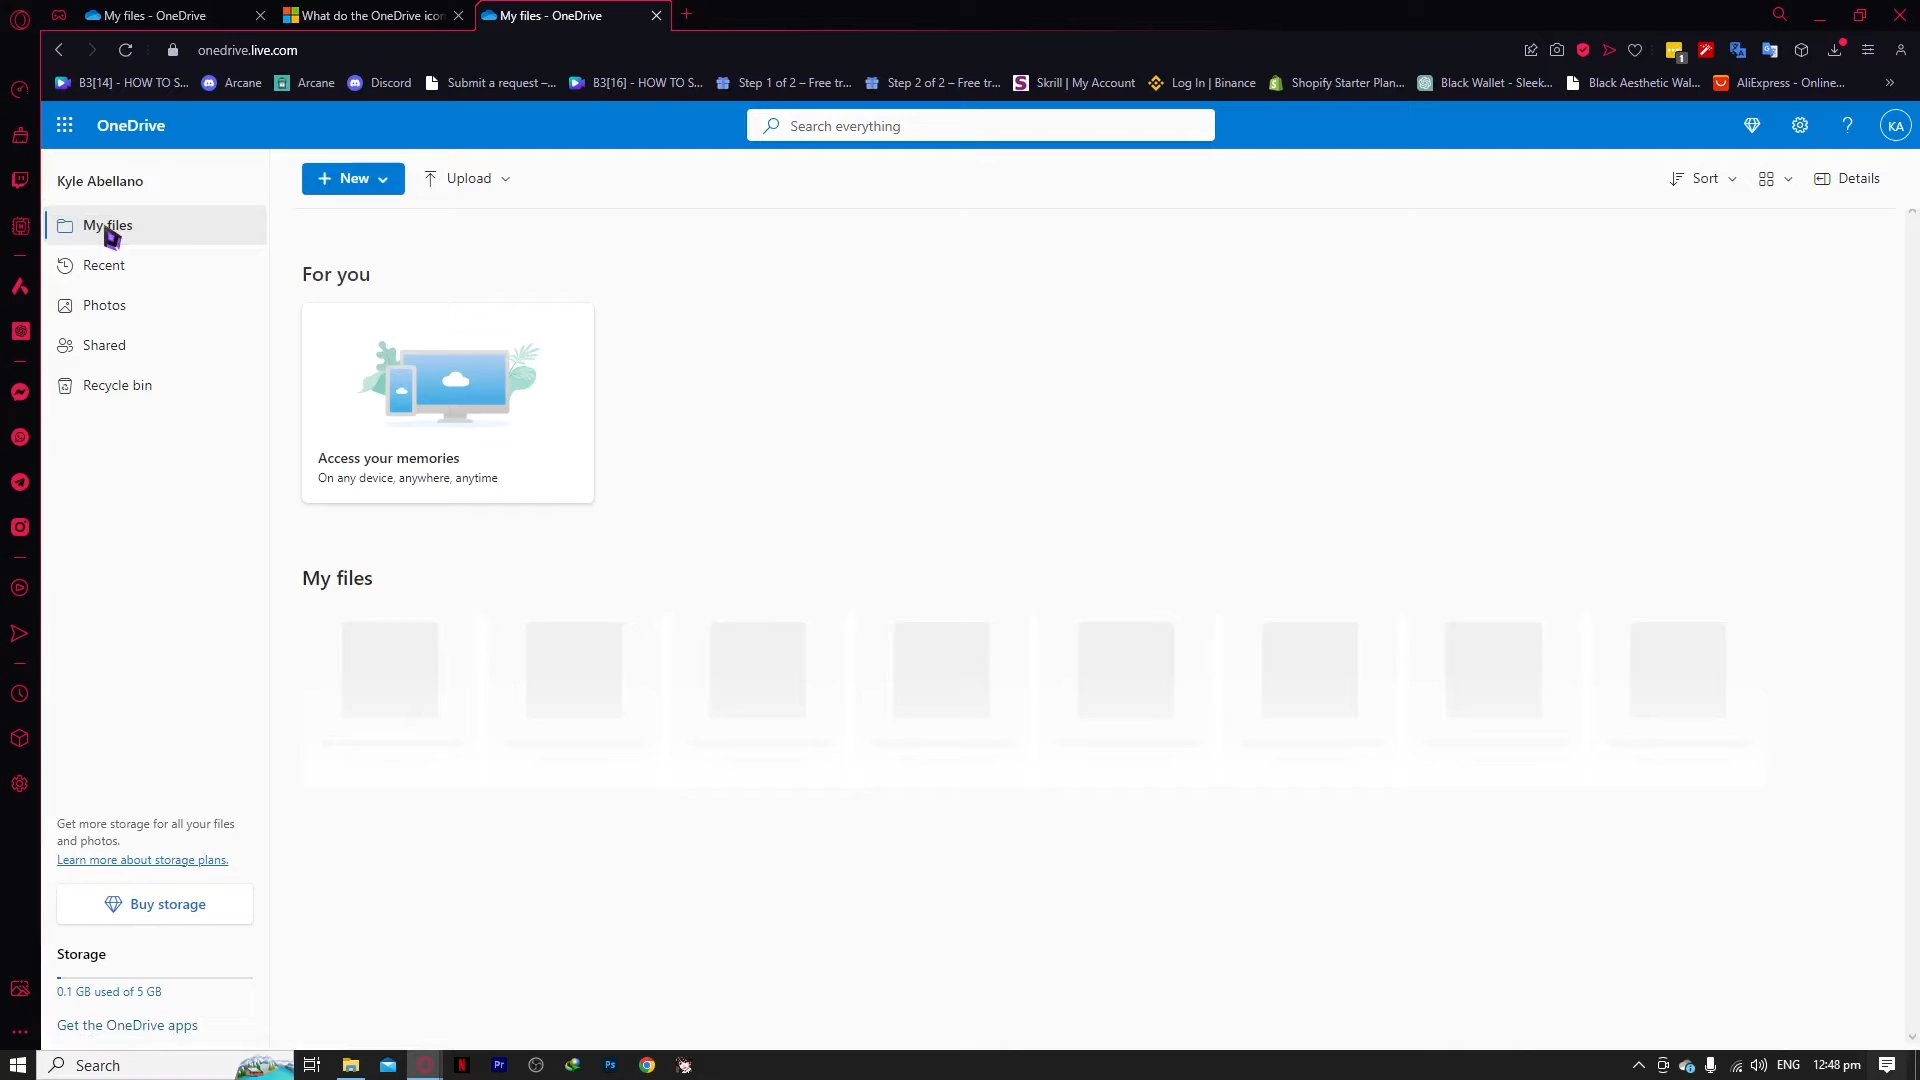 My files - OneDrive
What do the OneDrive icon
My files - OneDrive
onedrive.live.com
1
B3[14] - HOW TO S...
Arcane
Arcane
Discord
Submit a request –...
B3[16] - HOW TO S...
Step 1 of 2 – Free tr...
Step 2 of 2 – Free tr...
Skrill | My Account
Log In | Binance
Shopify Starter Plan...
Black Wallet - Sleek...
Black Aesthetic Wal...
AliExpress - Online...
OneDrive
Search everything
KA
Kyle Abellano
New
Upload
Sort
Details
My files
Recent
Photos
Shared
Recycle bin
For you
Access your memories
On any device, anywhere, anytime
My files
Get more storage for all your files
and photos.
Learn more about storage plans.
Buy storage
Storage
0.1 GB used of 5 GB
Get the OneDrive apps
Search
N
Pr
Ps
ENG
12:48 pm